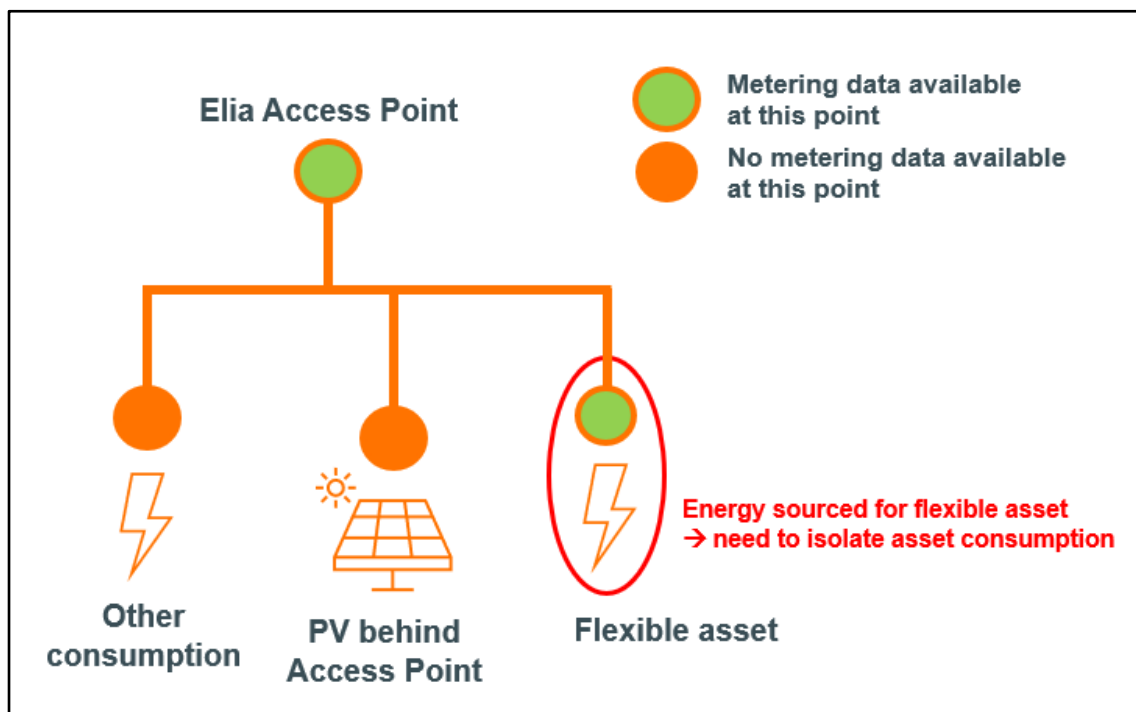 Elia Access Point
Metering data available
at this point
No metering data available
at this point
Energy sourced for flexible asset
→ need to isolate asset consumption
Other
consumption
PV behind
Access Point
Flexible asset